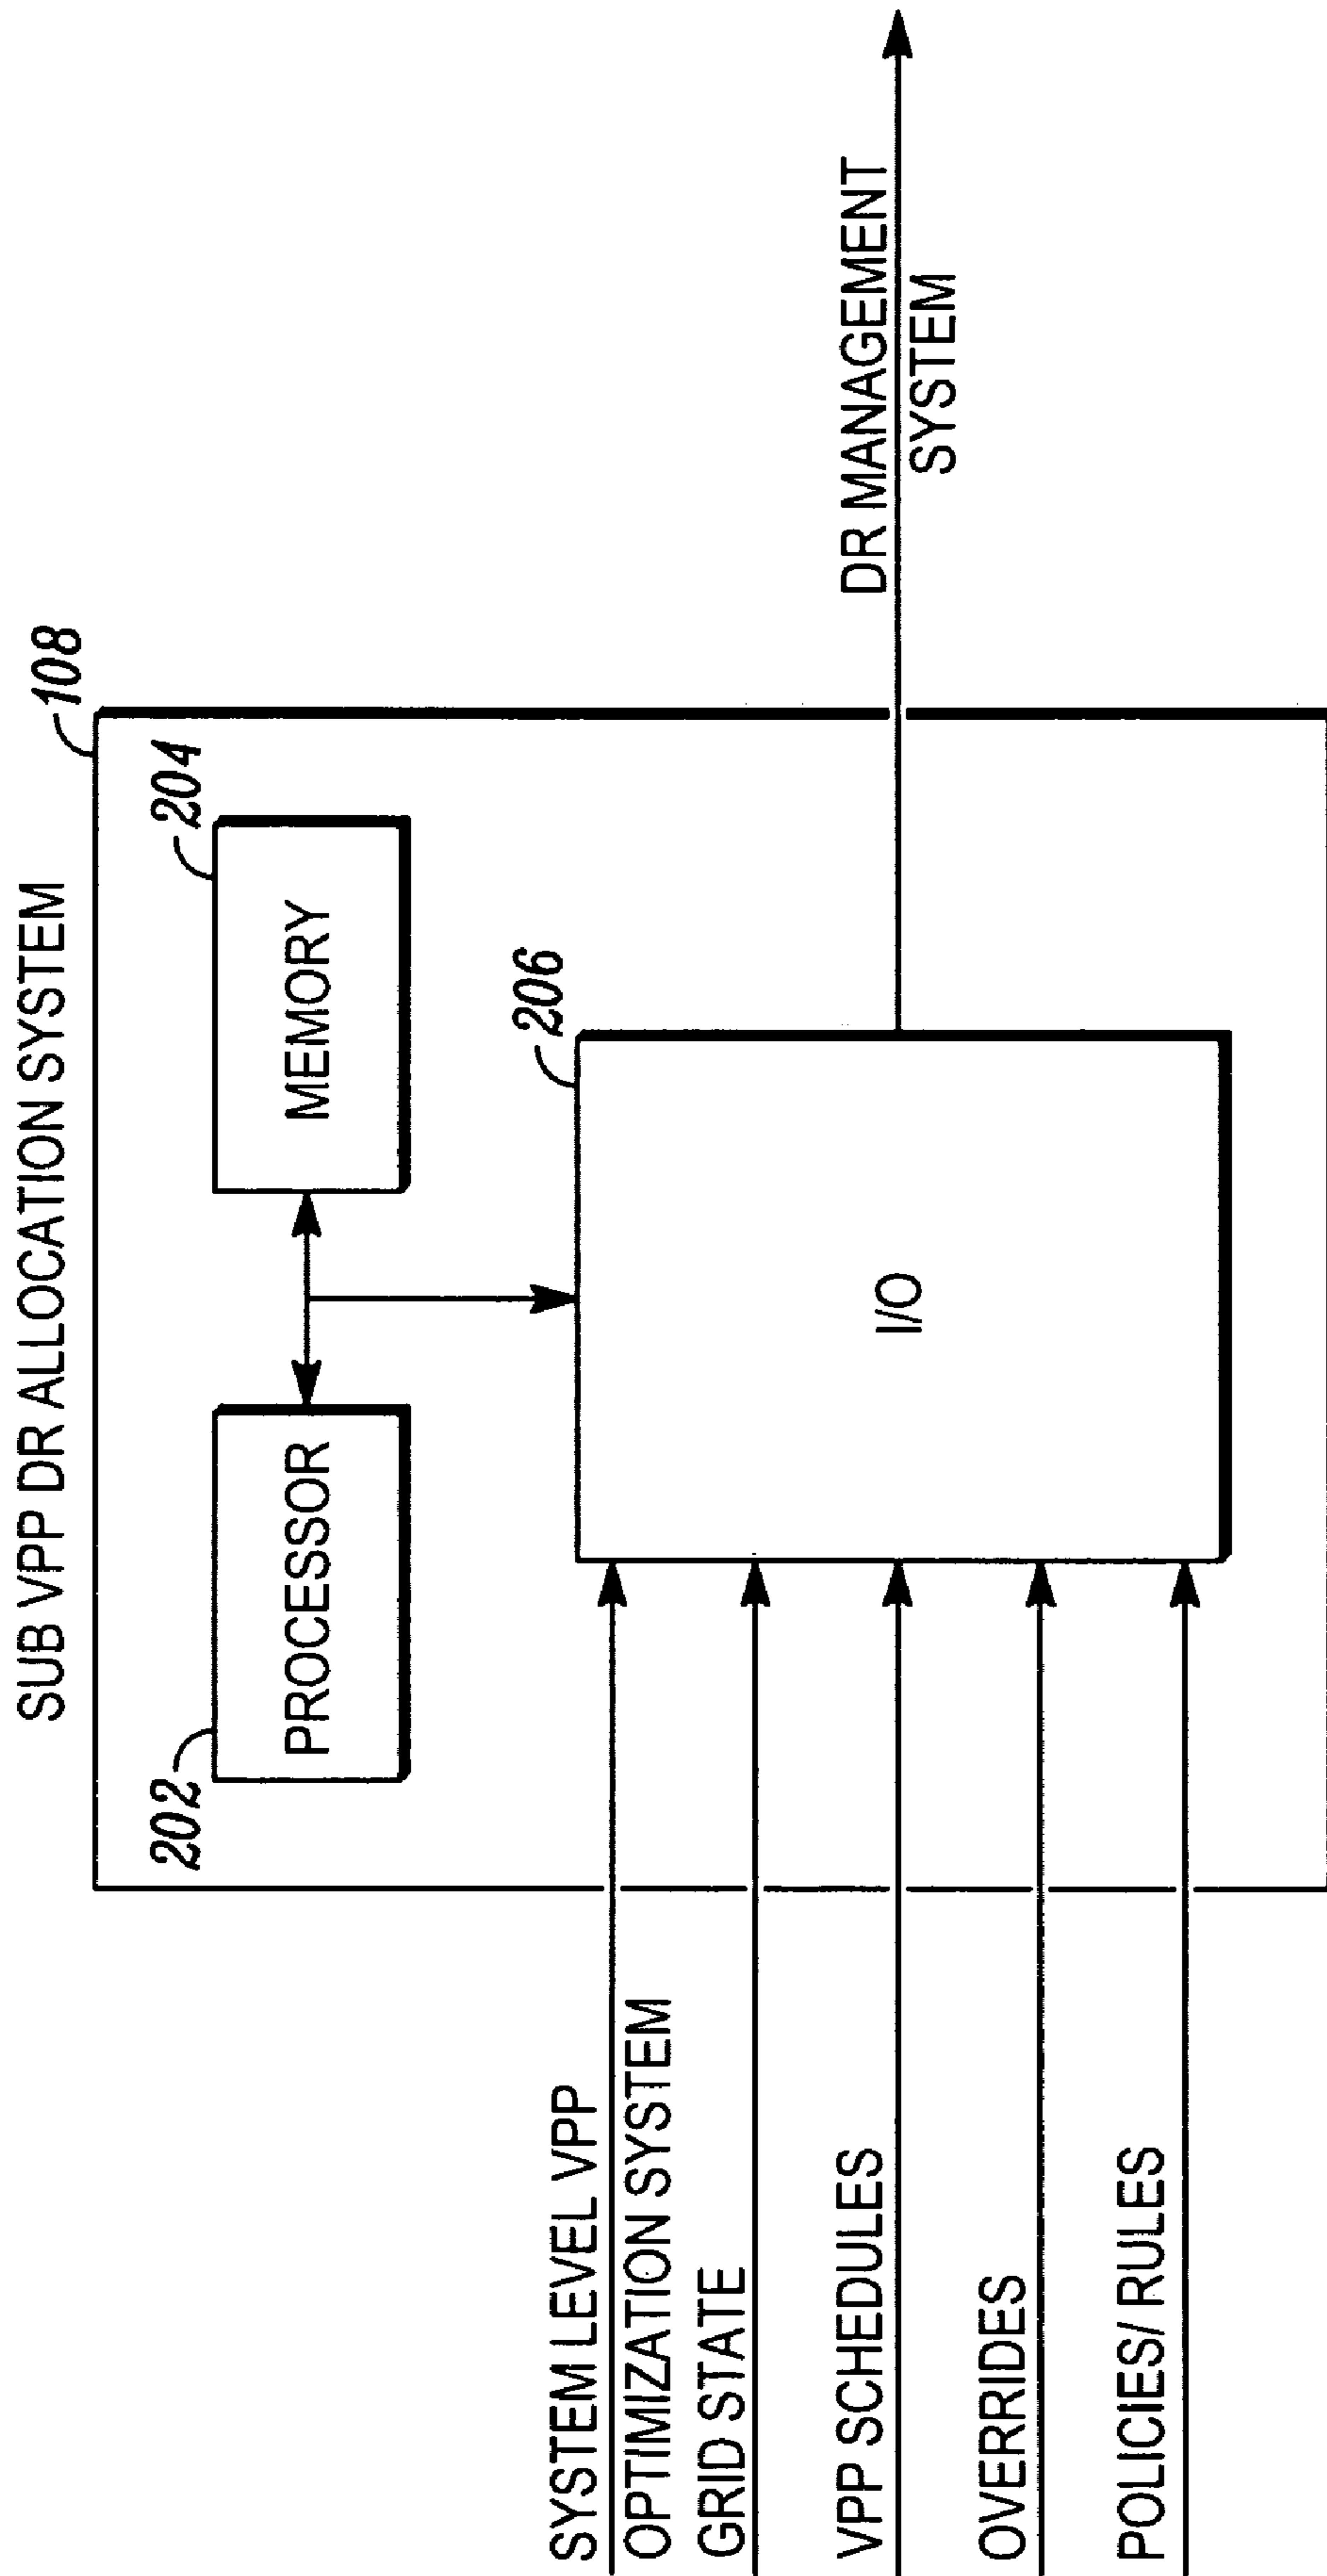 SUB VPP DR ALLOCATION SYSTEM
108
202
PROCESSOR
204
MEMORY
206
I/O
SYSTEM LEVEL VPP
OPTIMIZATION SYSTEM
GRID STATE
VPP SCHEDULES
OVERRIDES
POLICIES/ RULES
DR MANAGEMENT
SYSTEM